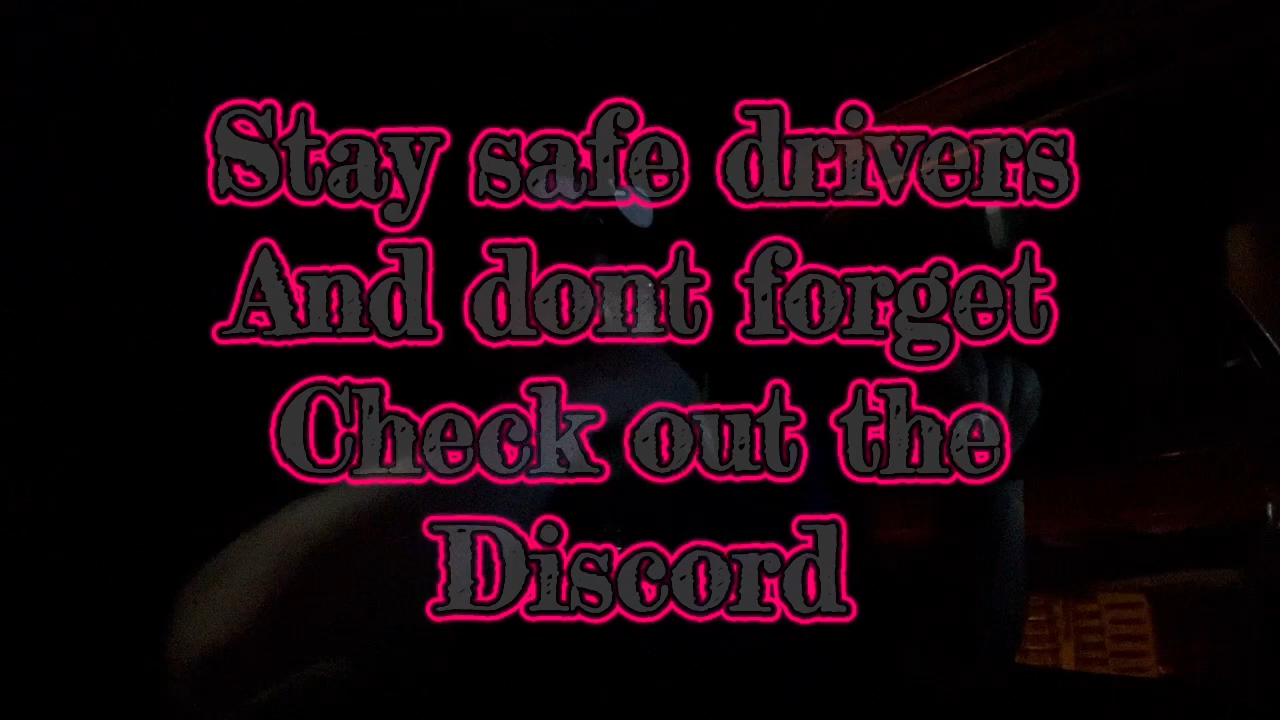 Stay safe drivers
And dont forget
Check out the
Discord